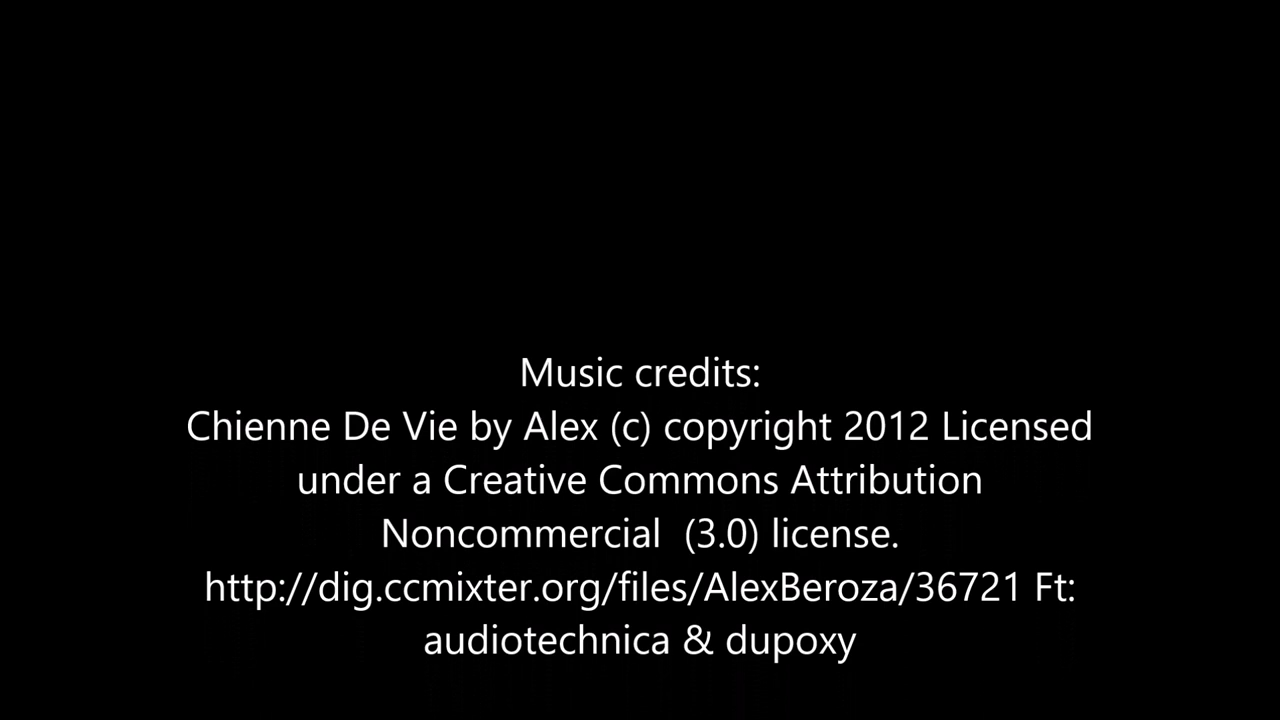 Music credits:
Chienne De Vie by Alex (c) copyright 2012 Licensed
under a Creative Commons Attribution
Noncommercial  (3.0) license.
http://dig.ccmixter.org/files/AlexBeroza/36721 Ft:
audiotechnica & dupoxy